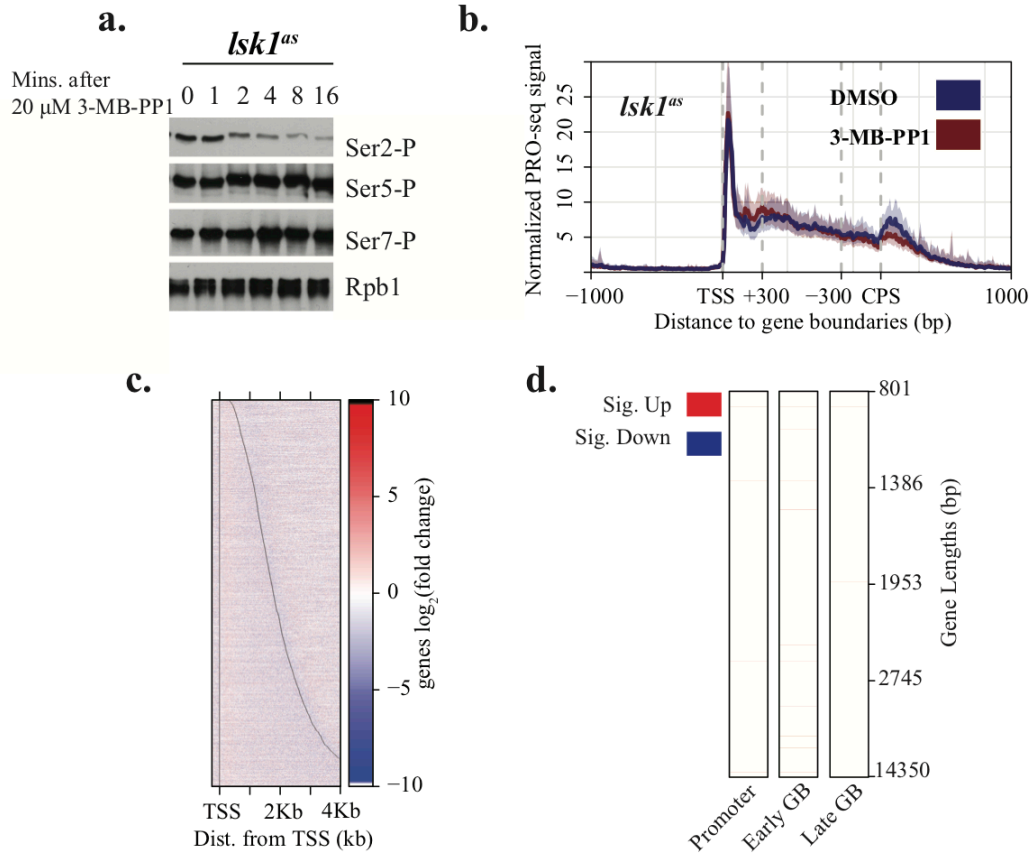 a.
lsk1as
Mins. after
20 μM 3-MB-PP1
0 1 2 4 8 16
Ser2-P
Ser5-P
Ser7-P
Rpb1
b.
Normalized PRO-seq signal
25
20
15
10
5
lsk1as
DMSO
3-MB-PP1
−1000 TSS +300 −300 CPS 1000
Distance to gene boundaries (bp)
c.
10
5
0
−5
−10
genes log2(fold change)
TSS 2Kb 4Kb
Dist. from TSS (kb)
d.
Sig. Up
Sig. Down
801
1386
1953
2745
14350
Gene Lengths (bp)
Promoter
Early GB
Late GB